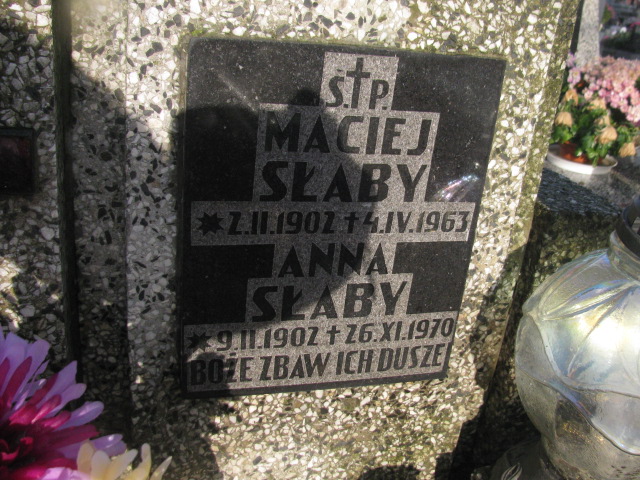 Ś.†P.
MACIEJ
SŁABY
✷ 2.II.1902 † 4.IV.1963
ANNA
SŁABY
✷ 9.II.1902 † 26.XI.1970
BOŻE ZBAW ICH DUSZE